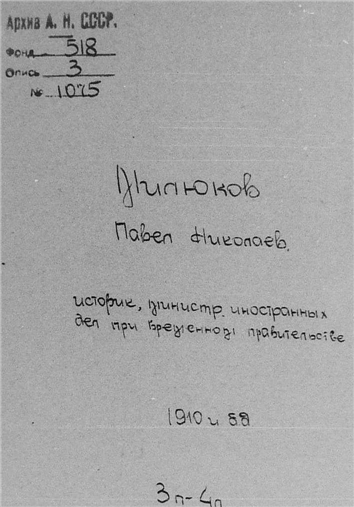 Архив А. Н. СССР.
Фонд 518
Опись 3
№ 1075
Милюков
Павел Николаев.
историк, министр иностранных
дел при временном правительстве
1910 и б.д
3 п - 4 п